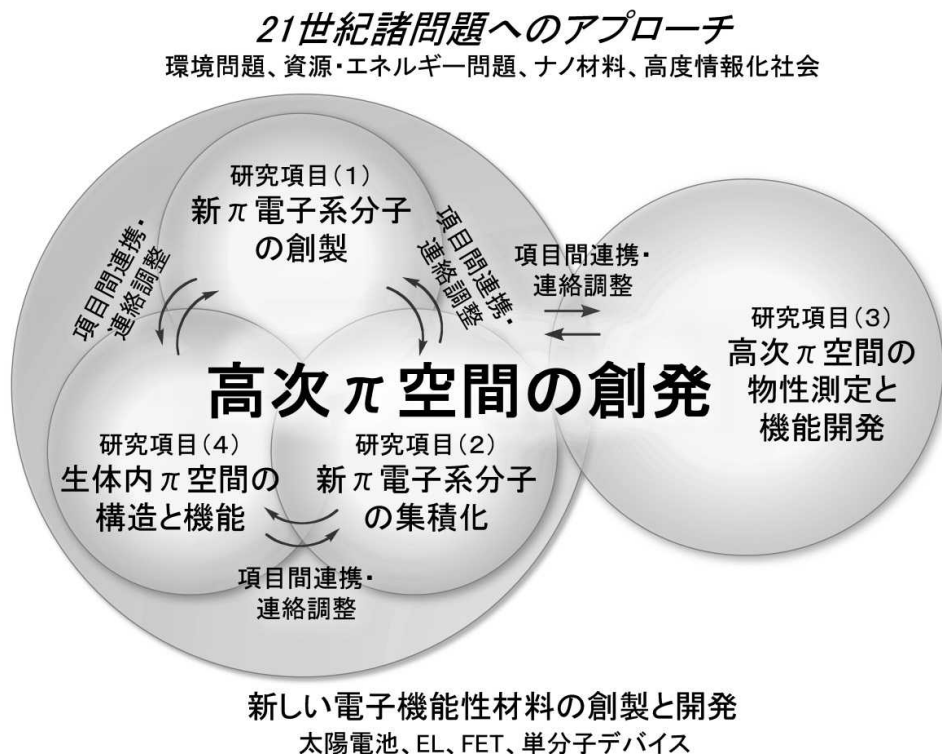 21世紀諸問題へのアプローチ
環境問題、資源・エネルギー問題、ナノ材料、高度情報化社会
研究項目(1)
新π電子系分子
の創製
項目間連携・
連絡調整
項目間連携・
連絡調整
項目間連携・
連絡調整
研究項目(3)
高次π空間の
物性測定と
機能開発
高次π空間の創発
研究項目(4)
生体内π空間の
構造と機能
研究項目(2)
新π電子系分子
の集積化
項目間連携・
連絡調整
新しい電子機能性材料の創製と開発
太陽電池、EL、FET、単分子デバイス